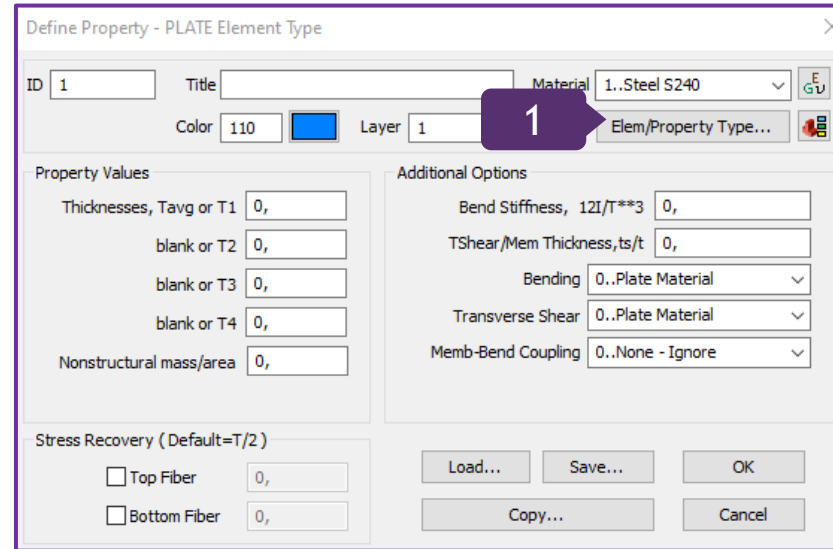 Define Property - PLATE Element Type
ID 1 Title Material 1..Steel S240
Color 110 Layer 1 1 Elem/Property Type...
Property Values
Thicknesses, Tavg or T1 0,
blank or T2 0,
blank or T3 0,
blank or T4 0,
Nonstructural mass/area 0,
Additional Options
Bend Stiffness, 12I/T**3 0,
TShear/Mem Thickness,ts/t 0,
Bending 0..Plate Material
Transverse Shear 0..Plate Material
Memb-Bend Coupling 0..None - Ignore
Stress Recovery ( Default=T/2 )
Top Fiber 0,
Bottom Fiber 0,
Load... Save... OK
Copy... Cancel